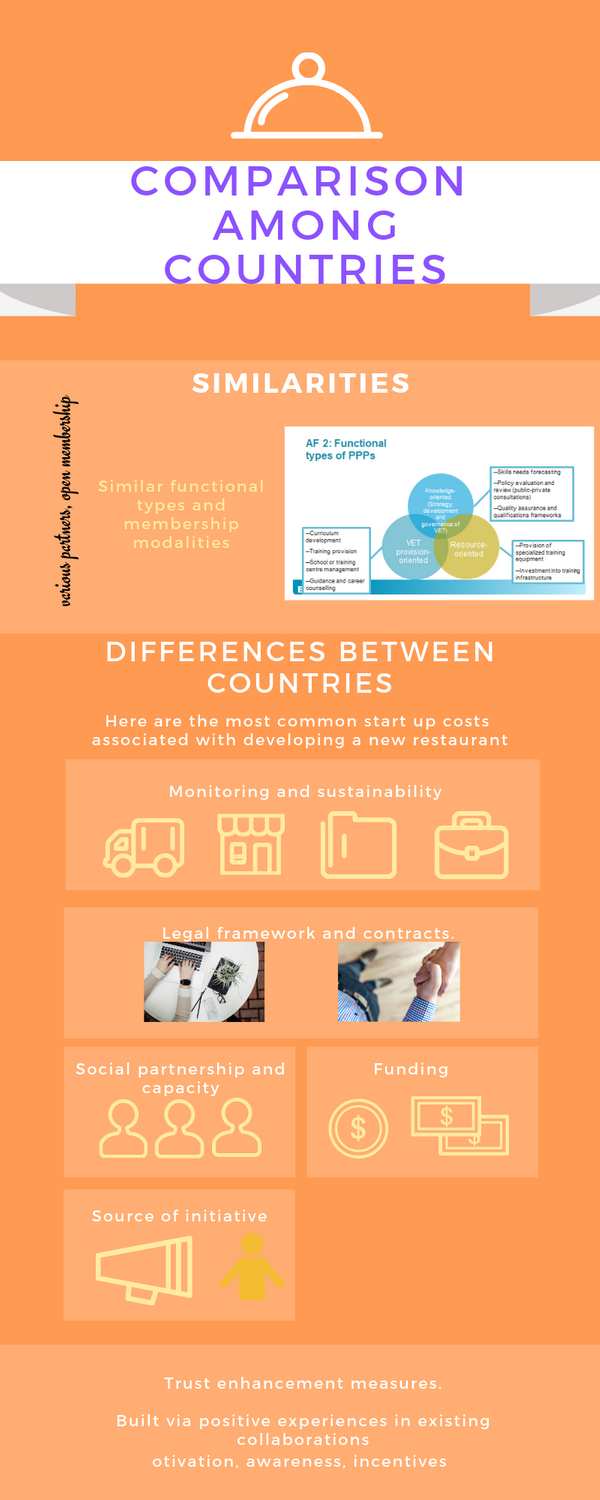 COMPARISON
AMONG
COUNTRIES
SIMILARITIES
various partners, open membership
Similar functional
types and
membership
modalities
AF 2: Functional
types of PPPs
Knowledge-
oriented
(Strategy,
development
and
governance of
VET)
VET
provision-
oriented
Resource-
oriented
–Skills needs forecasting
–Policy evaluation and
review (public-private
consultations)
–Quality assurance and
qualifications frameworks
–Curriculum
development
–Training provision
–School or training
centre management
–Guidance and career
counselling
–Provision of
specialized training
equipment
–Investment into training
infrastructure
DIFFERENCES BETWEEN
COUNTRIES
Here are the most common start up costs
associated with developing a new restaurant
Monitoring and sustainability
Legal framework and contracts.
Social partnership and
capacity
Funding
$
$
$
Source of initiative
Trust enhancement measures.
Built via positive experiences in existing
collaborations
otivation, awareness, incentives